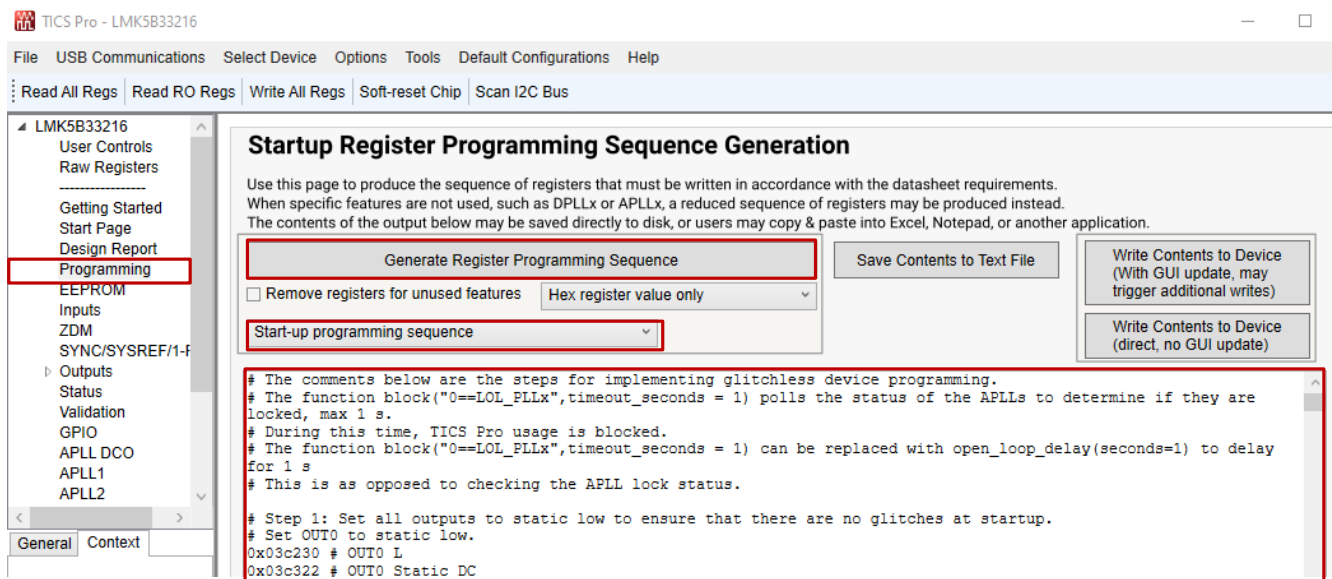 TICS Pro - LMK5B33216
File USB Communications Select Device Options Tools Default Configurations Help
Read All Regs Read RO Regs Write All Regs Soft-reset Chip Scan I2C Bus
LMK5B33216
User Controls
Raw Registers
-----------------
Getting Started
Start Page
Design Report
Programming
EEPROM
Inputs
ZDM
SYNC/SYSREF/1-F
Outputs
Status
Validation
GPIO
APLL DCO
APLL1
APLL2
General Context
Startup Register Programming Sequence Generation
Use this page to produce the sequence of registers that must be written in accordance with the datasheet requirements.
When specific features are not used, such as DPLLx or APLLx, a reduced sequence of registers may be produced instead.
The contents of the output below may be saved directly to disk, or users may copy & paste into Excel, Notepad, or another application.
Generate Register Programming Sequence
Save Contents to Text File
Write Contents to Device
(With GUI update, may
trigger additional writes)
Remove registers for unused features
Hex register value only
Start-up programming sequence
Write Contents to Device
(direct, no GUI update)
# The comments below are the steps for implementing glitchless device programming.
# The function block("0==LOL_PLLx",timeout_seconds = 1) polls the status of the APLLs to determine if they are
locked, max 1 s.
# During this time, TICS Pro usage is blocked.
# The function block("0==LOL_PLLx",timeout_seconds = 1) can be replaced with open_loop_delay(seconds=1) to delay
for 1 s
# This is as opposed to checking the APLL lock status.
# Step 1: Set all outputs to static low to ensure that there are no glitches at startup.
# Set OUT0 to static low.
0x03c230 # OUT0 L
0x03c322 # OUT0 Static DC